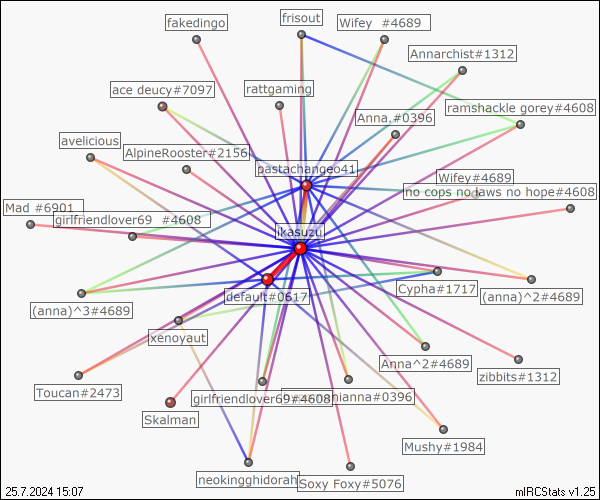 frisout
fakedingo
Wifey  #4689
Annarchist#1312
ace deucy#7097
rattgaming
ramshackle gorey#4608
Anna.#0396
avelicious
AlpineRooster#2156
pastachangeo41
Wifey#4689
no cops no laws no hope#4608
Mad #6901
girlfriendlover69  #4608
ikasuzu
default#0617
Cypha#1717
(anna)^2#4689
(anna)^3#4689
xenoyaut
Anna^2#4689
zibbits#1312
Toucan#2473
girlfriendlover69#4608
nianna#0396
Skalman
Mushy#1984
neokingghidorah
Soxy Foxy#5076
25.7.2024 15:07
mIRCStats v1.25